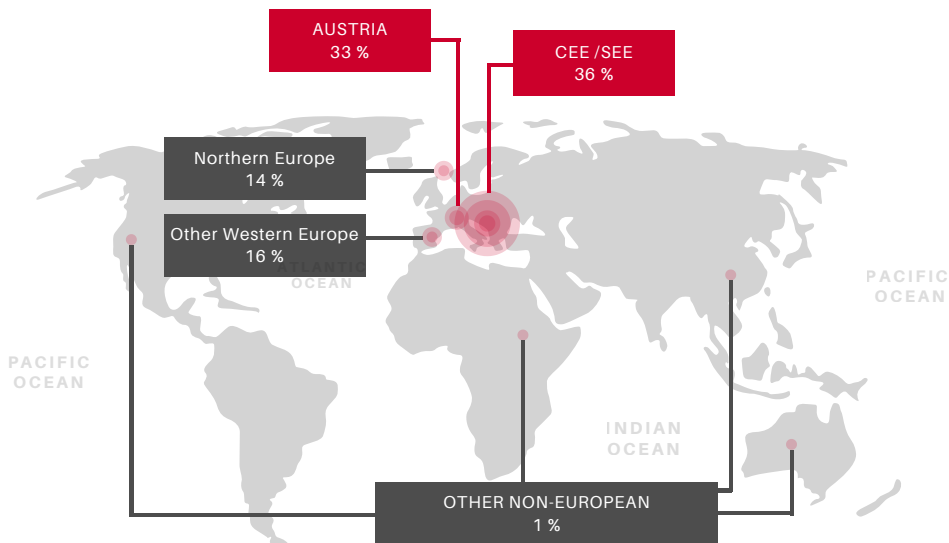 AUSTRIA
33 %
CEE /SEE
36 %
Northern Europe
14 %
Other Western Europe
16 %
ATLANTIC
OCEAN
PACIFIC
OCEAN
PACIFIC
OCEAN
INDIAN
OCEAN
OTHER NON-EUROPEAN
1 %